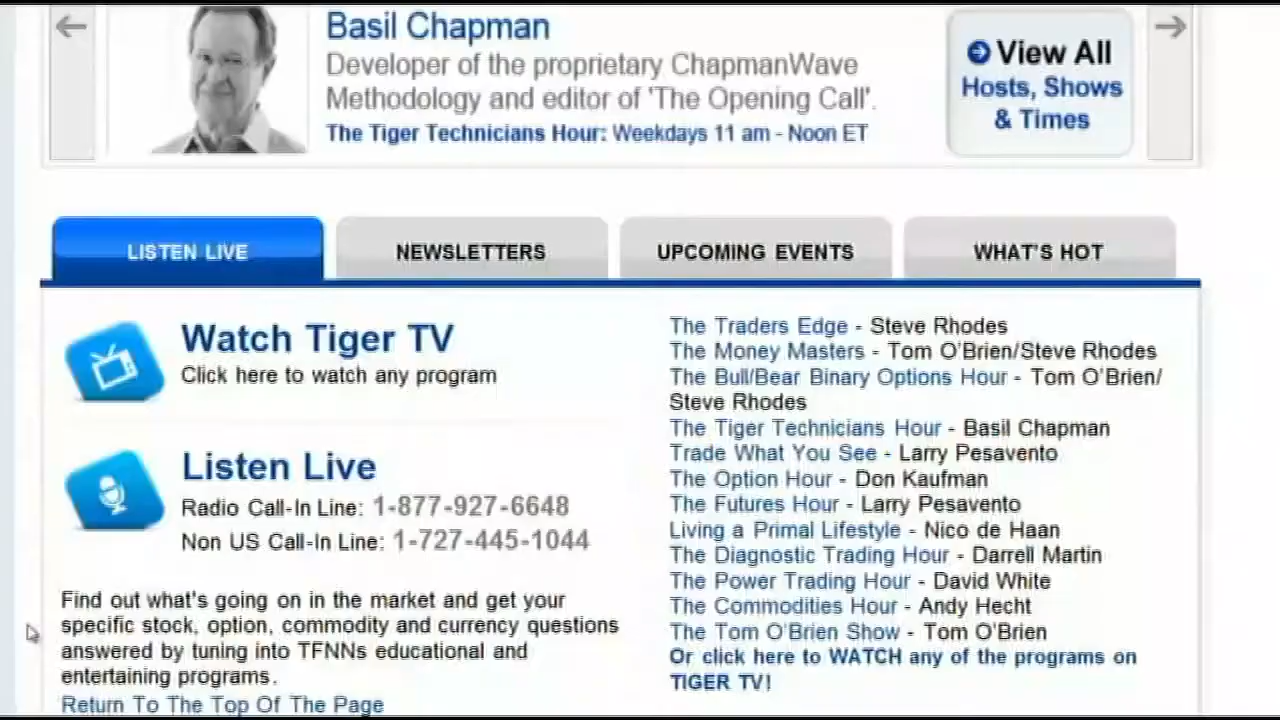 Basil Chapman
Developer of the proprietary ChapmanWave
Methodology and editor of 'The Opening Call'.
The Tiger Technicians Hour: Weekdays 11 am - Noon ET
View All
Hosts, Shows
& Times
LISTEN LIVE
NEWSLETTERS
UPCOMING EVENTS
WHAT'S HOT
Watch Tiger TV
Click here to watch any program
Listen Live
Radio Call-In Line: 1-877-927-6648
Non US Call-In Line: 1-727-445-1044
Find out what's going on in the market and get your
specific stock, option, commodity and currency questions
answered by tuning into TFNNs educational and
entertaining programs.
Return To The Top Of The Page
The Traders Edge - Steve Rhodes
The Money Masters - Tom O'Brien/Steve Rhodes
The Bull/Bear Binary Options Hour - Tom O'Brien/
Steve Rhodes
The Tiger Technicians Hour - Basil Chapman
Trade What You See - Larry Pesavento
The Option Hour - Don Kaufman
The Futures Hour - Larry Pesavento
Living a Primal Lifestyle - Nico de Haan
The Diagnostic Trading Hour - Darrell Martin
The Power Trading Hour - David White
The Commodities Hour - Andy Hecht
The Tom O'Brien Show - Tom O'Brien
Or click here to WATCH any of the programs on
TIGER TV!